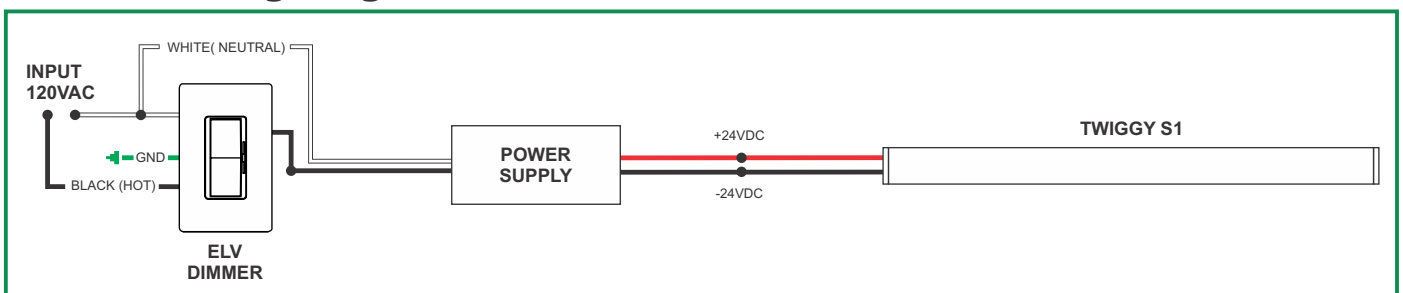 INPUT
120VAC
WHITE( NEUTRAL)
GND
BLACK (HOT)
ELV
DIMMER
POWER
SUPPLY
+24VDC
-24VDC
TWIGGY S1